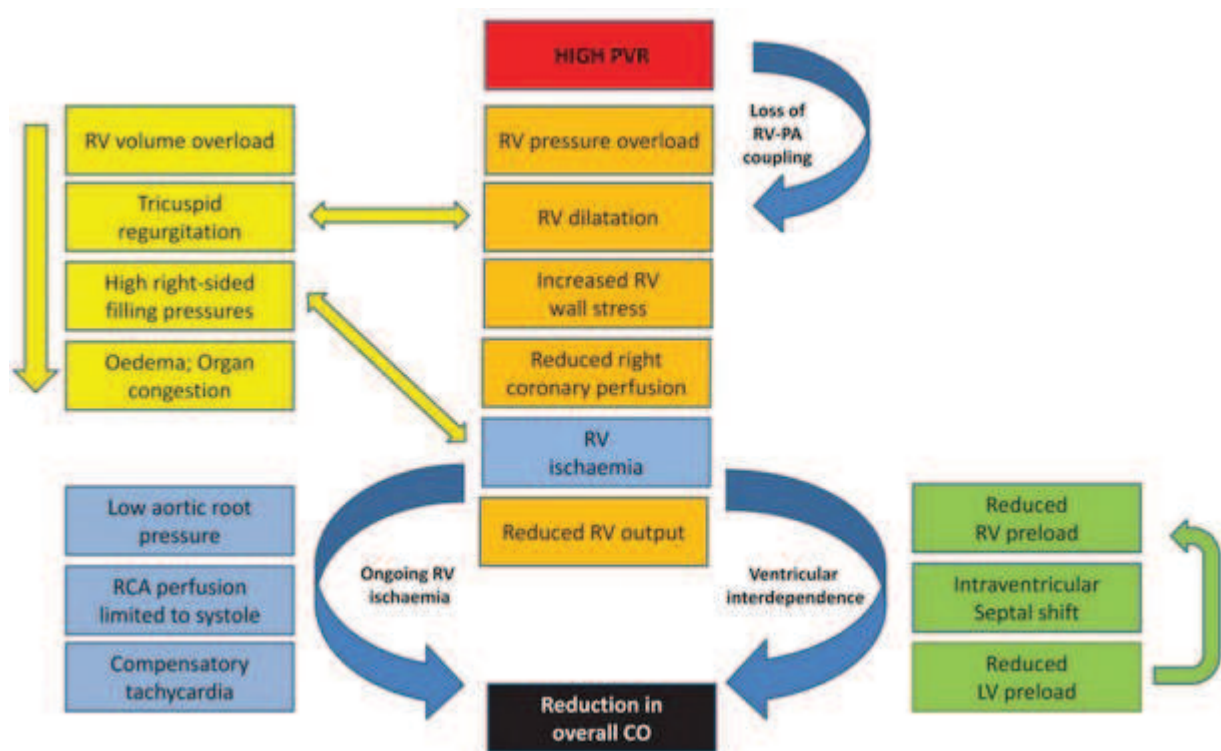 HIGH PVR
RV pressure overload
RV dilatation
Increased RV
wall stress
Reduced right
coronary perfusion
RV
ischaemia
Reduced RV output
Loss of
RV-PA
coupling
RV volume overload
Tricuspid
regurgitation
High right-sided
filling pressures
Oedema; Organ
congestion
Low aortic root
pressure
RCA perfusion
limited to systole
Compensatory
tachycardia
Ongoing RV
ischaemia
Ventricular
interdependence
Reduced
RV preload
Intraventricular
Septal shift
Reduced
LV preload
Reduction in
overall CO